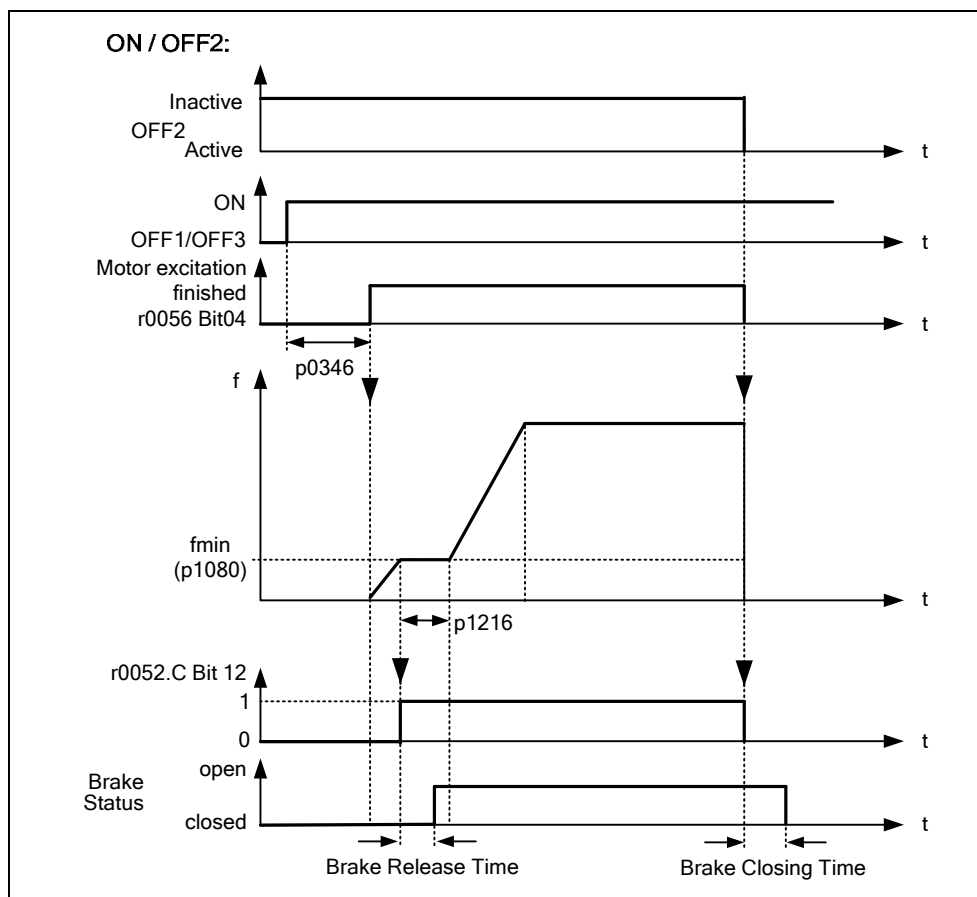 ON / OFF2:
Inactive
OFF2
Active
t
ON
OFF1/OFF3
t
Motor excitation
finished
r0056 Bit04
t
p0346
f
fmin
(p1080)
t
p1216
r0052.C Bit 12
1
0
t
open
Brake
Status
closed
t
Brake Release Time
Brake Closing Time